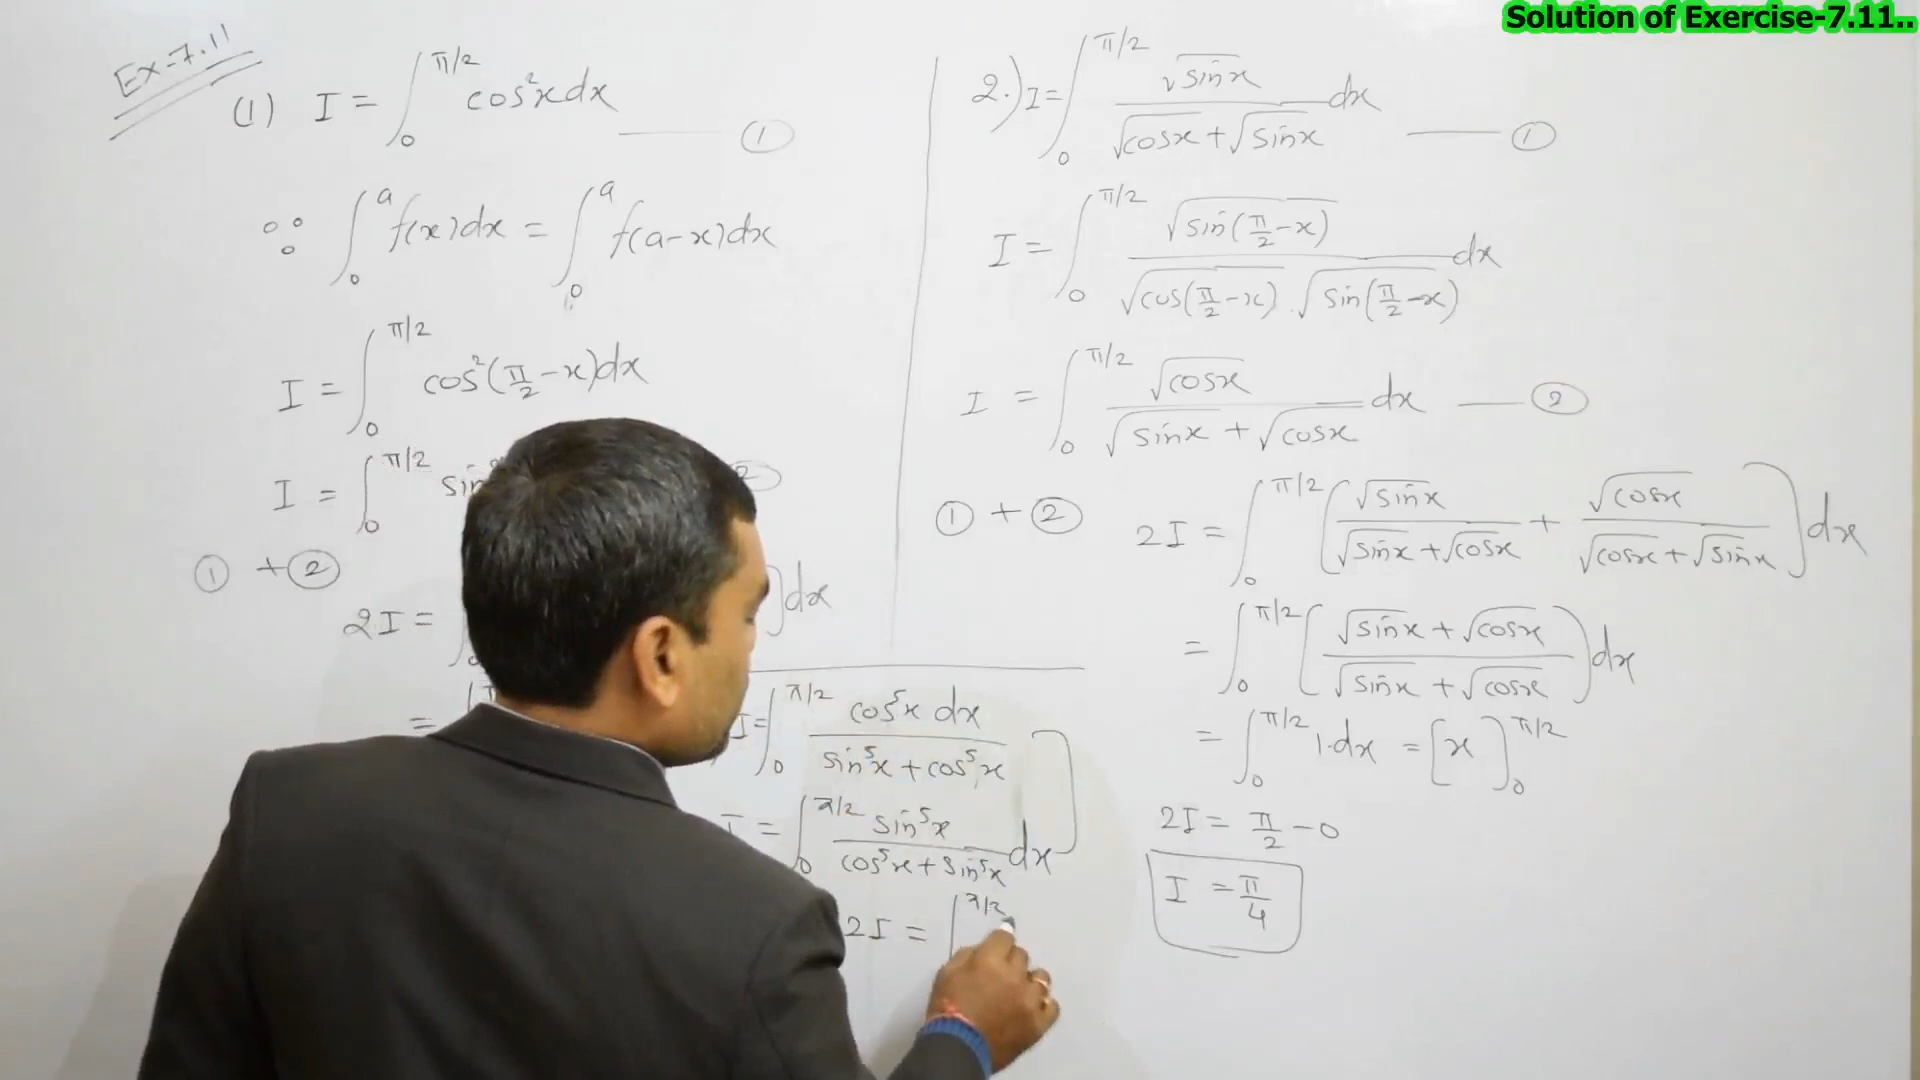 Solution of Exercise-7.11..
Ex-7.11
(1) I = ∫₀^π/2 cos²x dx —— ①
∵ ∫₀^a f(x)dx = ∫₀^a f(a-x)dx
I = ∫₀^π/2 cos²(π/2 - x)dx
I = ∫₀^π/2 sin
① + ②
2I = dx
=
I = ∫₀^π/2 cos⁵x dx / (sin⁵x + cos⁵x)
I = ∫₀^π/2 sin⁵x / (cos⁵x + sin⁵x) dx
2I = ∫^π/2
2.) I = ∫₀^π/2 √sinx / (√cosx + √sinx) dx —— ①
I = ∫₀^π/2 √sin(π/2 - x) / (√cos(π/2 - x) . √sin(π/2 - x)) dx
I = ∫₀^π/2 √cosx / (√sinx + √cosx) dx —— ②
① + ② 2I = ∫₀^π/2 (√sinx / (√sinx + √cosx) + √cosx / (√cosx + √sinx)) dx
= ∫₀^π/2 ((√sinx + √cosx) / (√sinx + √cosx)) dx
= ∫₀^π/2 1·dx = [x]₀^π/2
2I = π/2 - 0
I = π/4